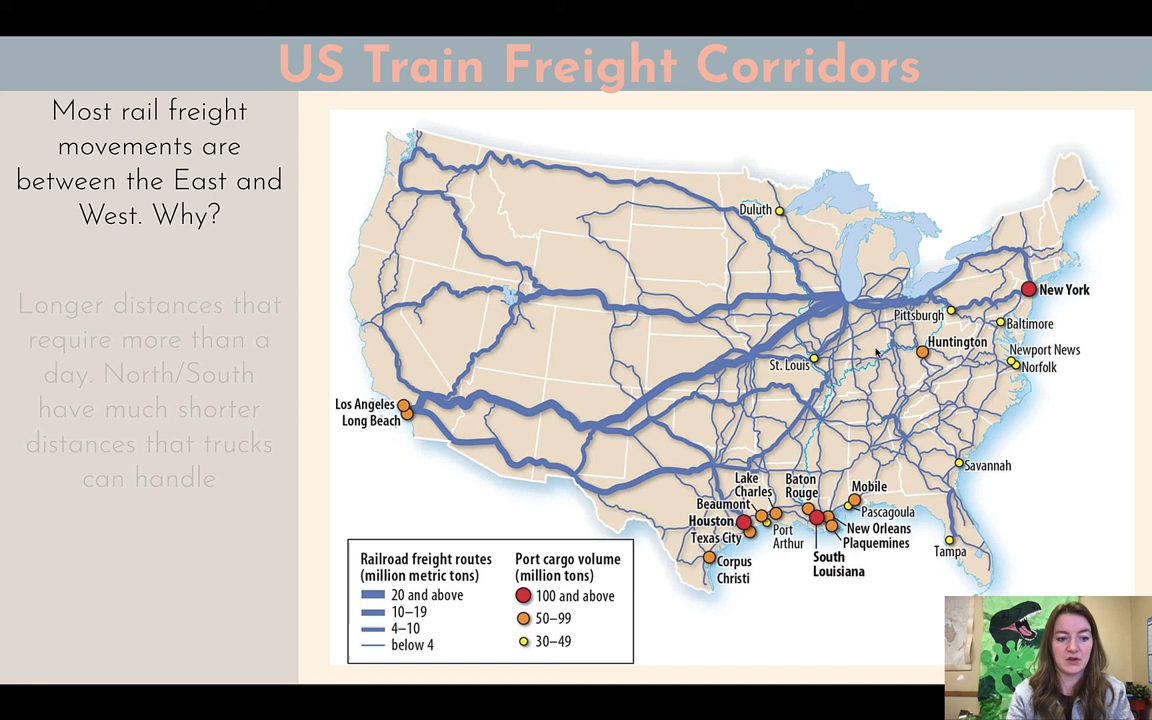 US Train Freight Corridors
Most rail freight
movements are
between the East and
West. Why?
Longer distances that
require more than a
day. North/South
have much shorter
distances that trucks
can handle
Duluth
New York
Pittsburgh
Baltimore
Huntington
Newport News
Norfolk
St. Louis
Los Angeles
Long Beach
Savannah
Lake
Charles
Baton
Rouge
Mobile
Beaumont
Pascagoula
Houston
New Orleans
Texas City
Port
Arthur
Plaquemines
South
Louisiana
Tampa
Corpus
Christi
Railroad freight routes
(million metric tons)
20 and above
10–19
4–10
below 4
Port cargo volume
(million tons)
100 and above
50–99
30–49